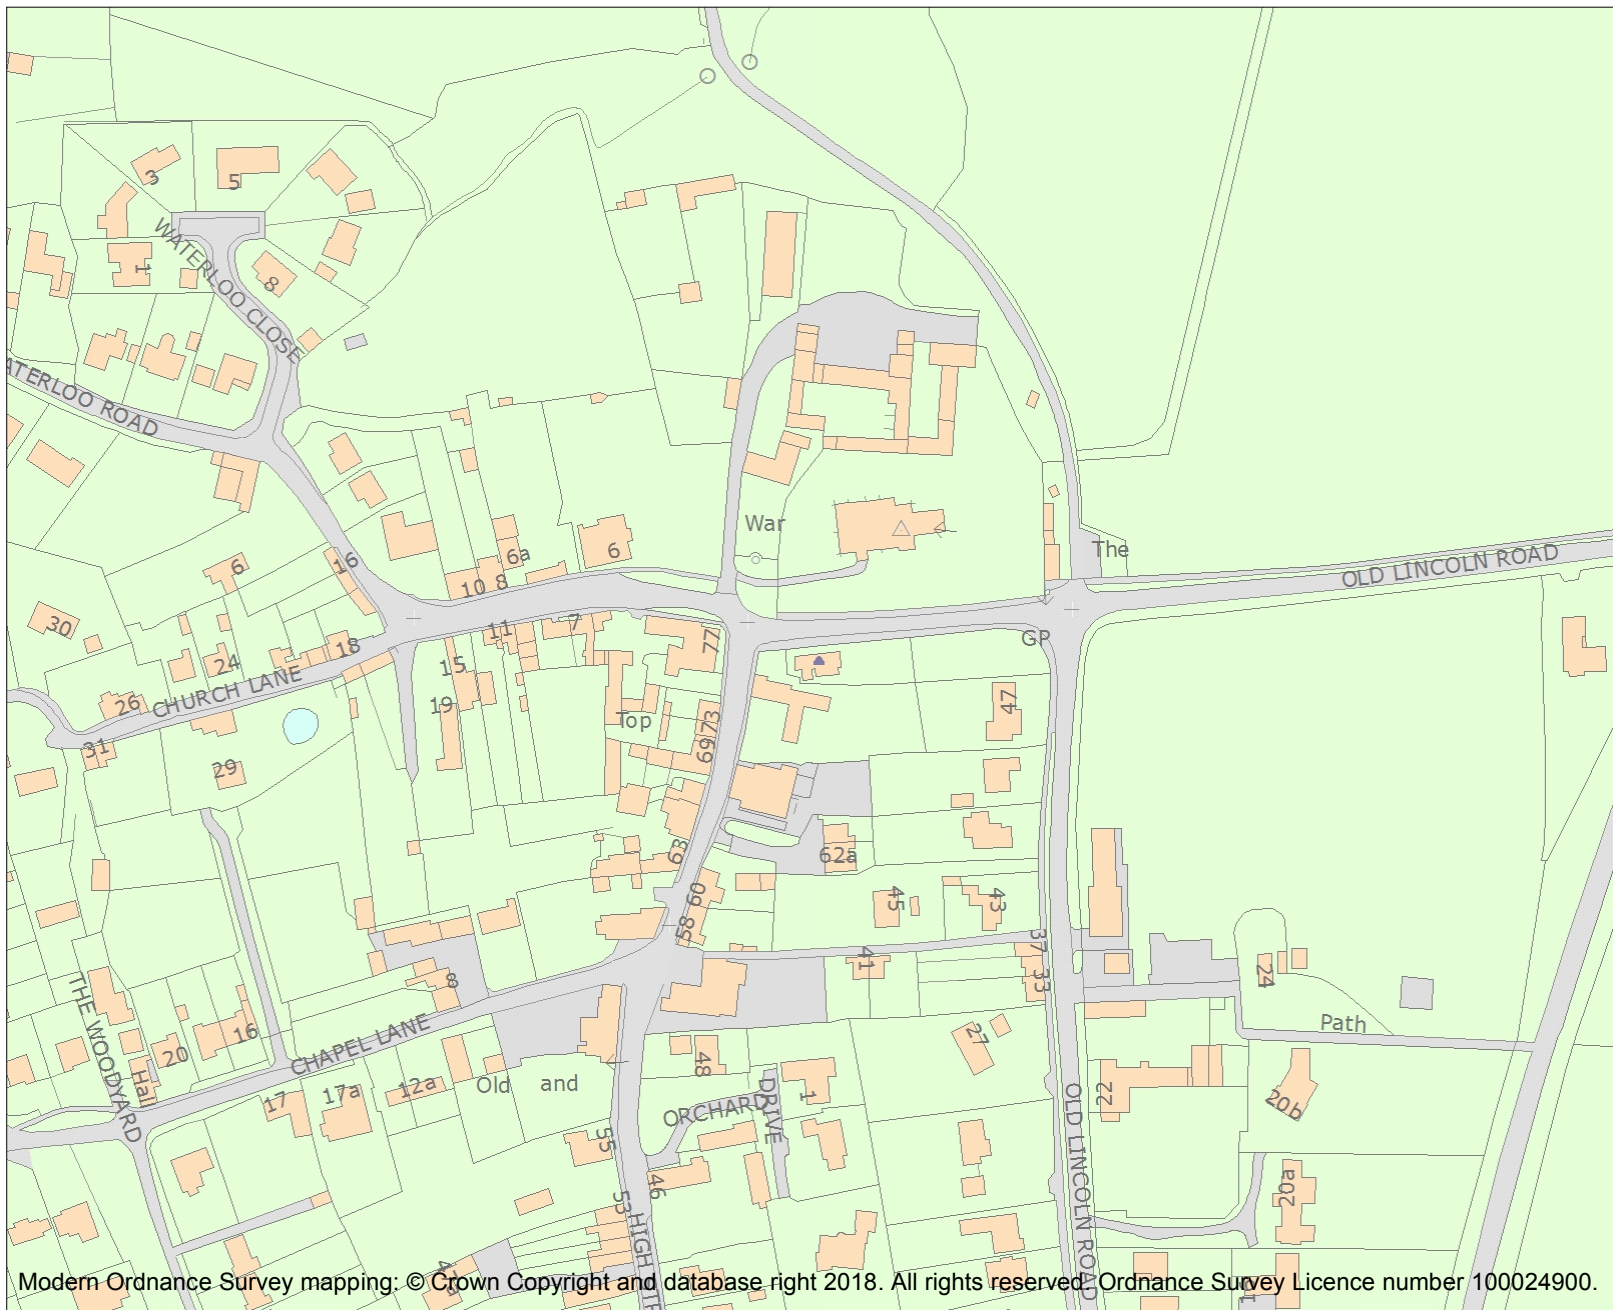 3
5
WATERLOO CLOSE
1
8
ATERLOO ROAD
War
6
6a
10 8
16
6
The
OLD LINCOLN ROAD
30
GP
7
11
77
18
24
15
CHURCH LANE
26
19
47
Top
73
69
31
29
63
62a
60
45
43
58
37
41
33
8
24
THE WOODYARD
16
Path
20
CHAPEL LANE
27
48
Hall
17
17a
12a
Old and
1
ORCHARD
DRIVE
22
20b
OLD LINCOLN ROAD
55
46
53
20a
HIGH STR
47a
Modern Ordnance Survey mapping: © Crown Copyright and database right 2018. All rights reserved. Ordnance Survey Licence number 100024900.